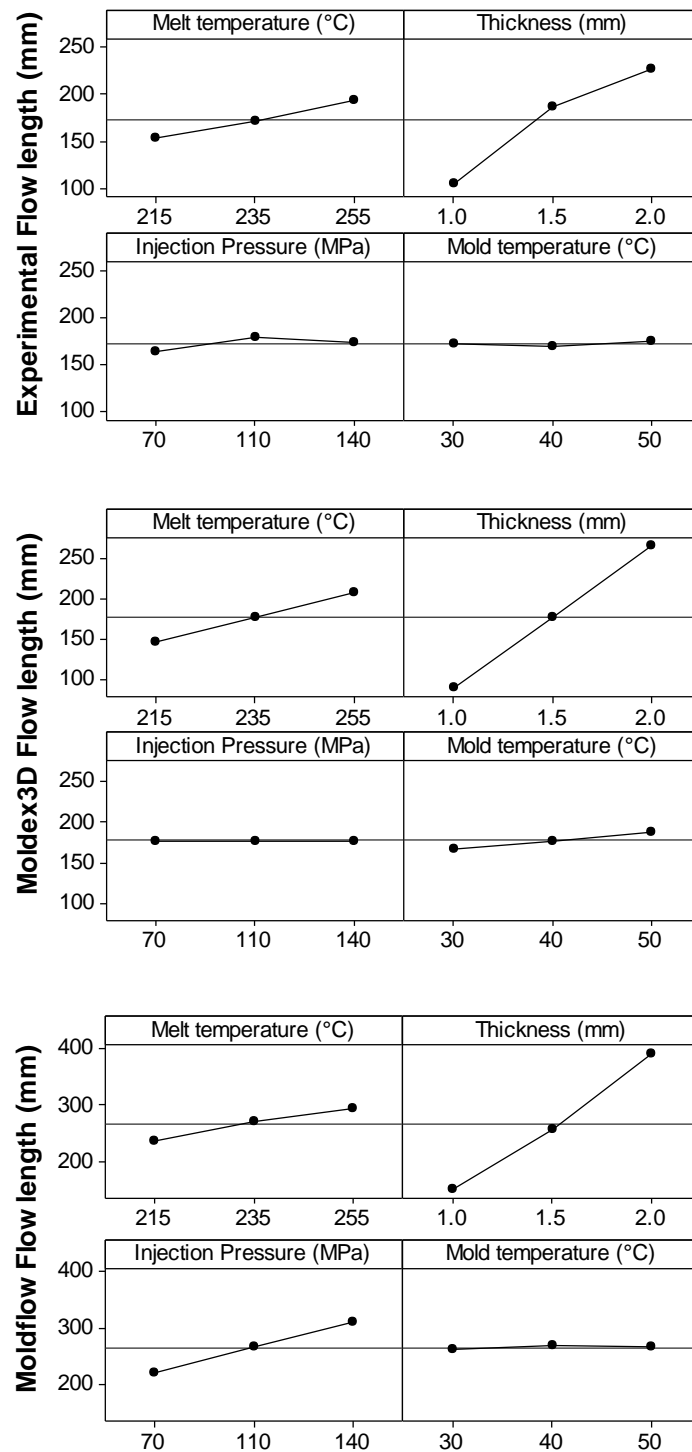 Experimental Flow length (mm)
Melt temperature (°C) Thickness (mm)
250
200
150
100
215 235 255 1.0 1.5 2.0
Injection Pressure (MPa) Mold temperature (°C)
250
200
150
100
70 110 140 30 40 50
Moldex3D Flow length (mm)
Melt temperature (°C) Thickness (mm)
250
200
150
100
215 235 255 1.0 1.5 2.0
Injection Pressure (MPa) Mold temperature (°C)
250
200
150
100
70 110 140 30 40 50
Moldflow Flow length (mm)
Melt temperature (°C) Thickness (mm)
400
300
200
215 235 255 1.0 1.5 2.0
Injection Pressure (MPa) Mold temperature (°C)
400
300
200
70 110 140 30 40 50